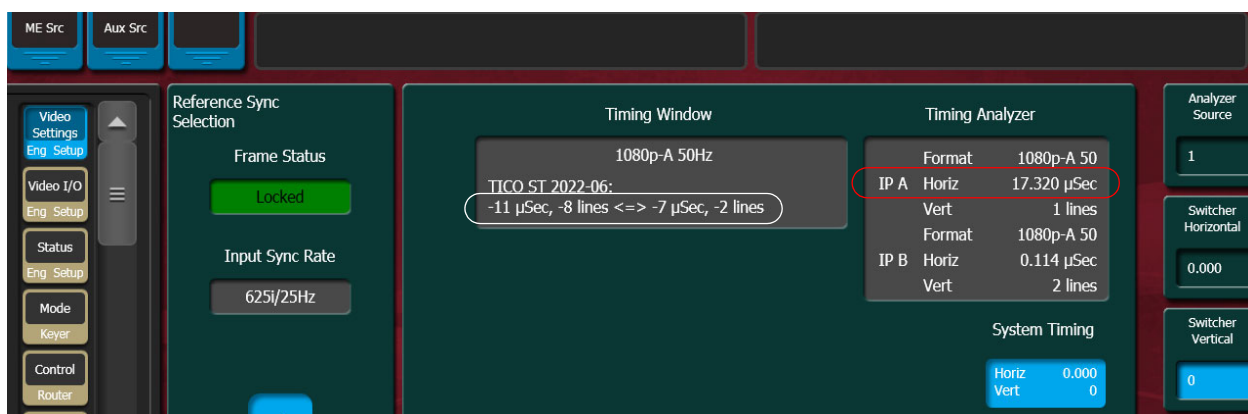 ME Src
Aux Src
Video
Settings
Eng Setup
Video I/O
Eng Setup
Status
Eng Setup
Mode
Keyer
Control
Router
Reference Sync
Selection
Frame Status
Locked
Input Sync Rate
625i/25Hz
Timing Window
1080p-A 50Hz
TICO ST 2022-06:
-11 µSec, -8 lines <=> -7 µSec, -2 lines
Timing Analyzer
Format 1080p-A 50
IP A Horiz 17.320 µSec
Vert 1 lines
Format 1080p-A 50
IP B Horiz 0.114 µSec
Vert 2 lines
System Timing
Horiz 0.000
Vert 0
Analyzer
Source
1
Switcher
Horizontal
0.000
Switcher
Vertical
0